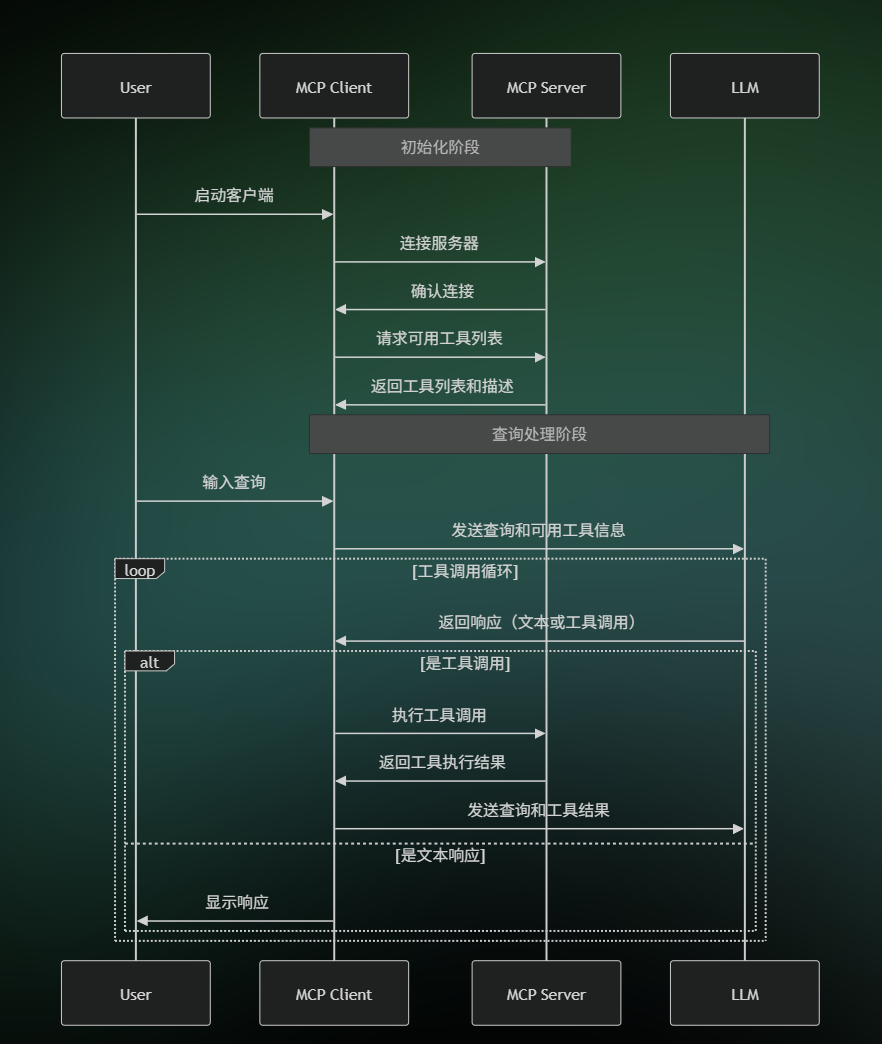 User
MCP Client
MCP Server
LLM
初始化阶段
启动客户端
连接服务器
确认连接
请求可用工具列表
返回工具列表和描述
查询处理阶段
输入查询
发送查询和可用工具信息
loop
[工具调用循环]
返回响应（文本或工具调用）
alt
[是工具调用]
执行工具调用
返回工具执行结果
发送查询和工具结果
[是文本响应]
显示响应
User
MCP Client
MCP Server
LLM